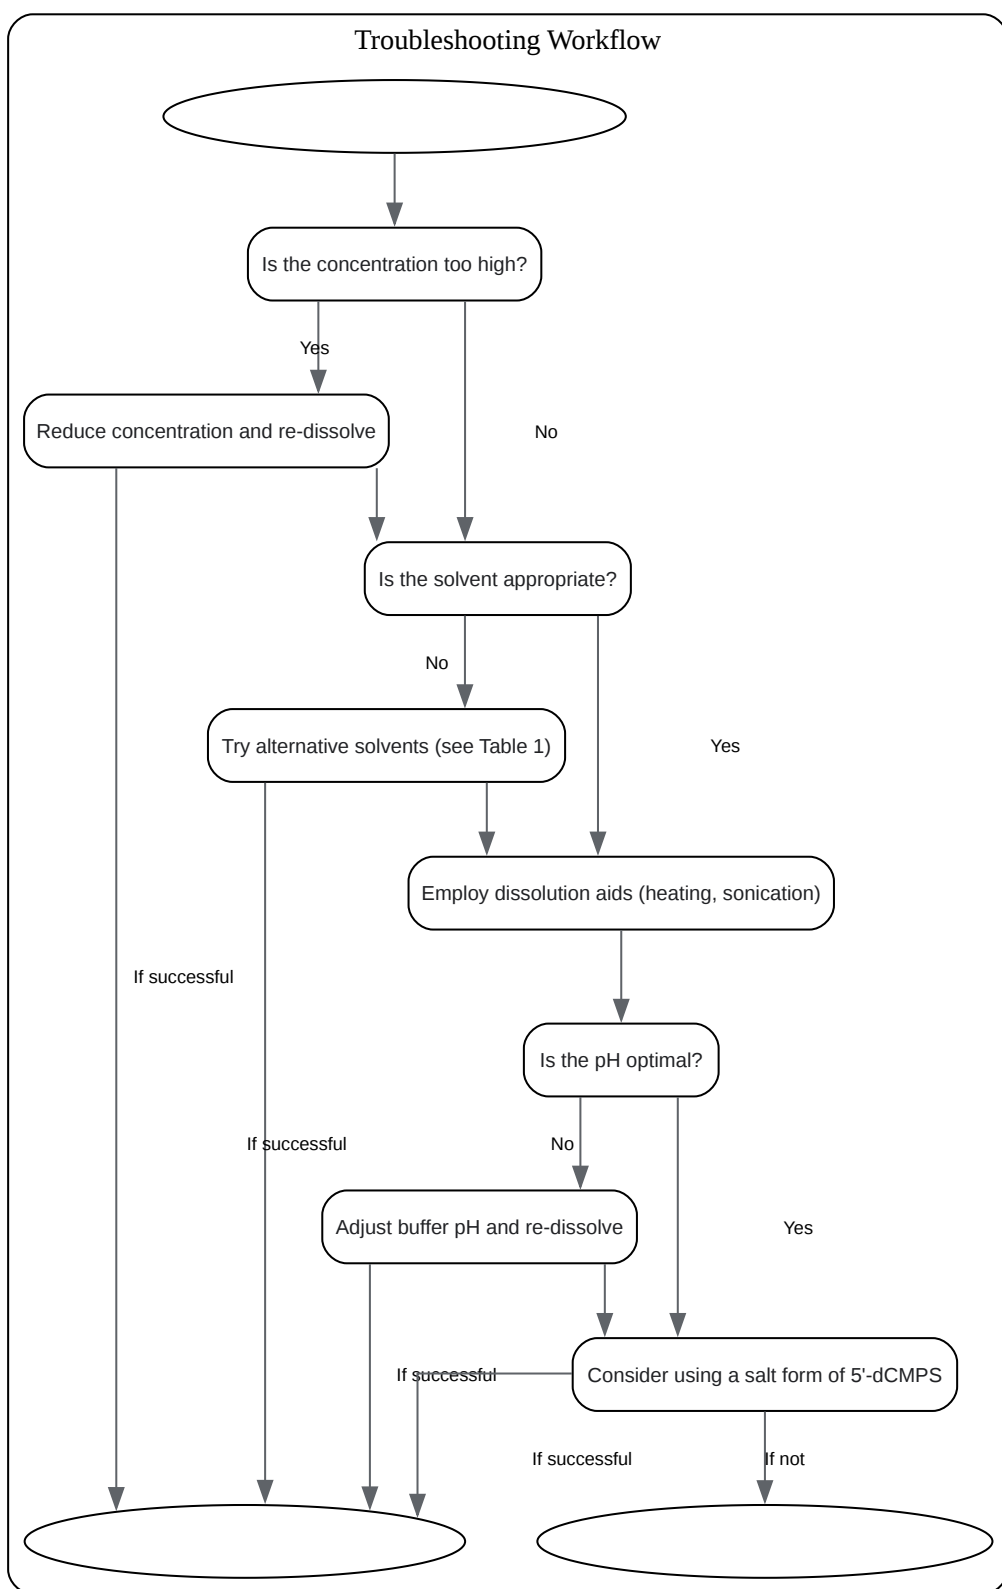 Troubleshooting Workflow
Is the concentration too high?
Yes
Reduce concentration and re-dissolve
No
Is the solvent appropriate?
No
Try alternative solvents (see Table 1)
Yes
Employ dissolution aids (heating, sonication)
If successful
Is the pH optimal?
If successful
No
Adjust buffer pH and re-dissolve
Yes
If successful
Consider using a salt form of 5'-dCMPS
If successful
If not